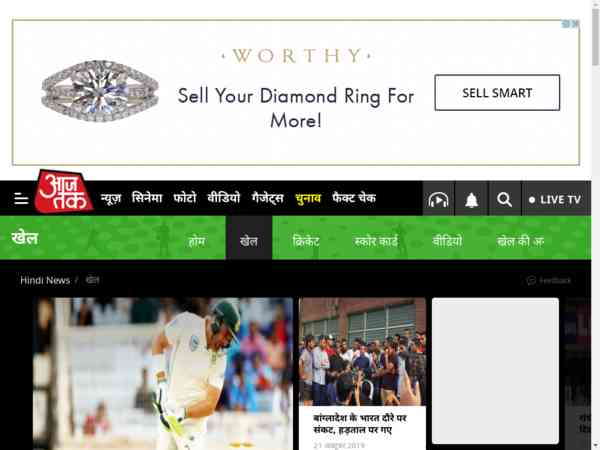 WORTHY
Sell Your Diamond Ring For
More!
SELL SMART
आज
तक
न्यूज़ सिनेमा फोटो वीडियो गैजेट्स चुनाव फैक्ट चेक
LIVE TV
खेल
होम खेल क्रिकेट स्कोर कार्ड वीडियो खेल की अ
Hindi News / खेल
Feedback
बांग्लादेश के भारत दौरे पर
संकट, हड़ताल पर गए
21 अक्टूबर 2019